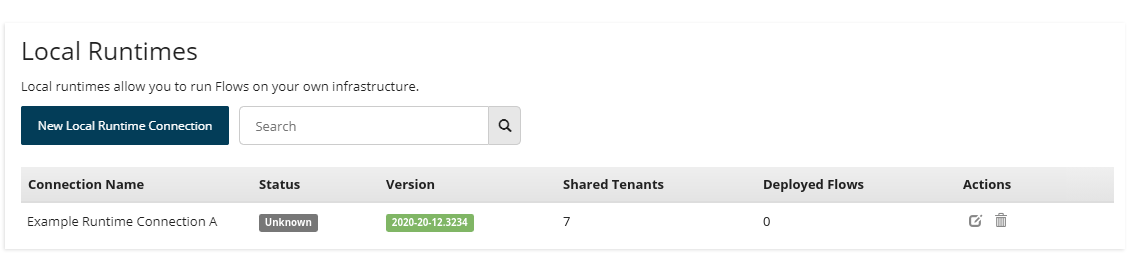 Local Runtimes
Local runtimes allow you to run Flows on your own infrastructure.
New Local Runtime Connection Search
Connection Name Status Version Shared Tenants Deployed Flows Actions
Example Runtime Connection A Unknown 2020-20-12.3234 7 0